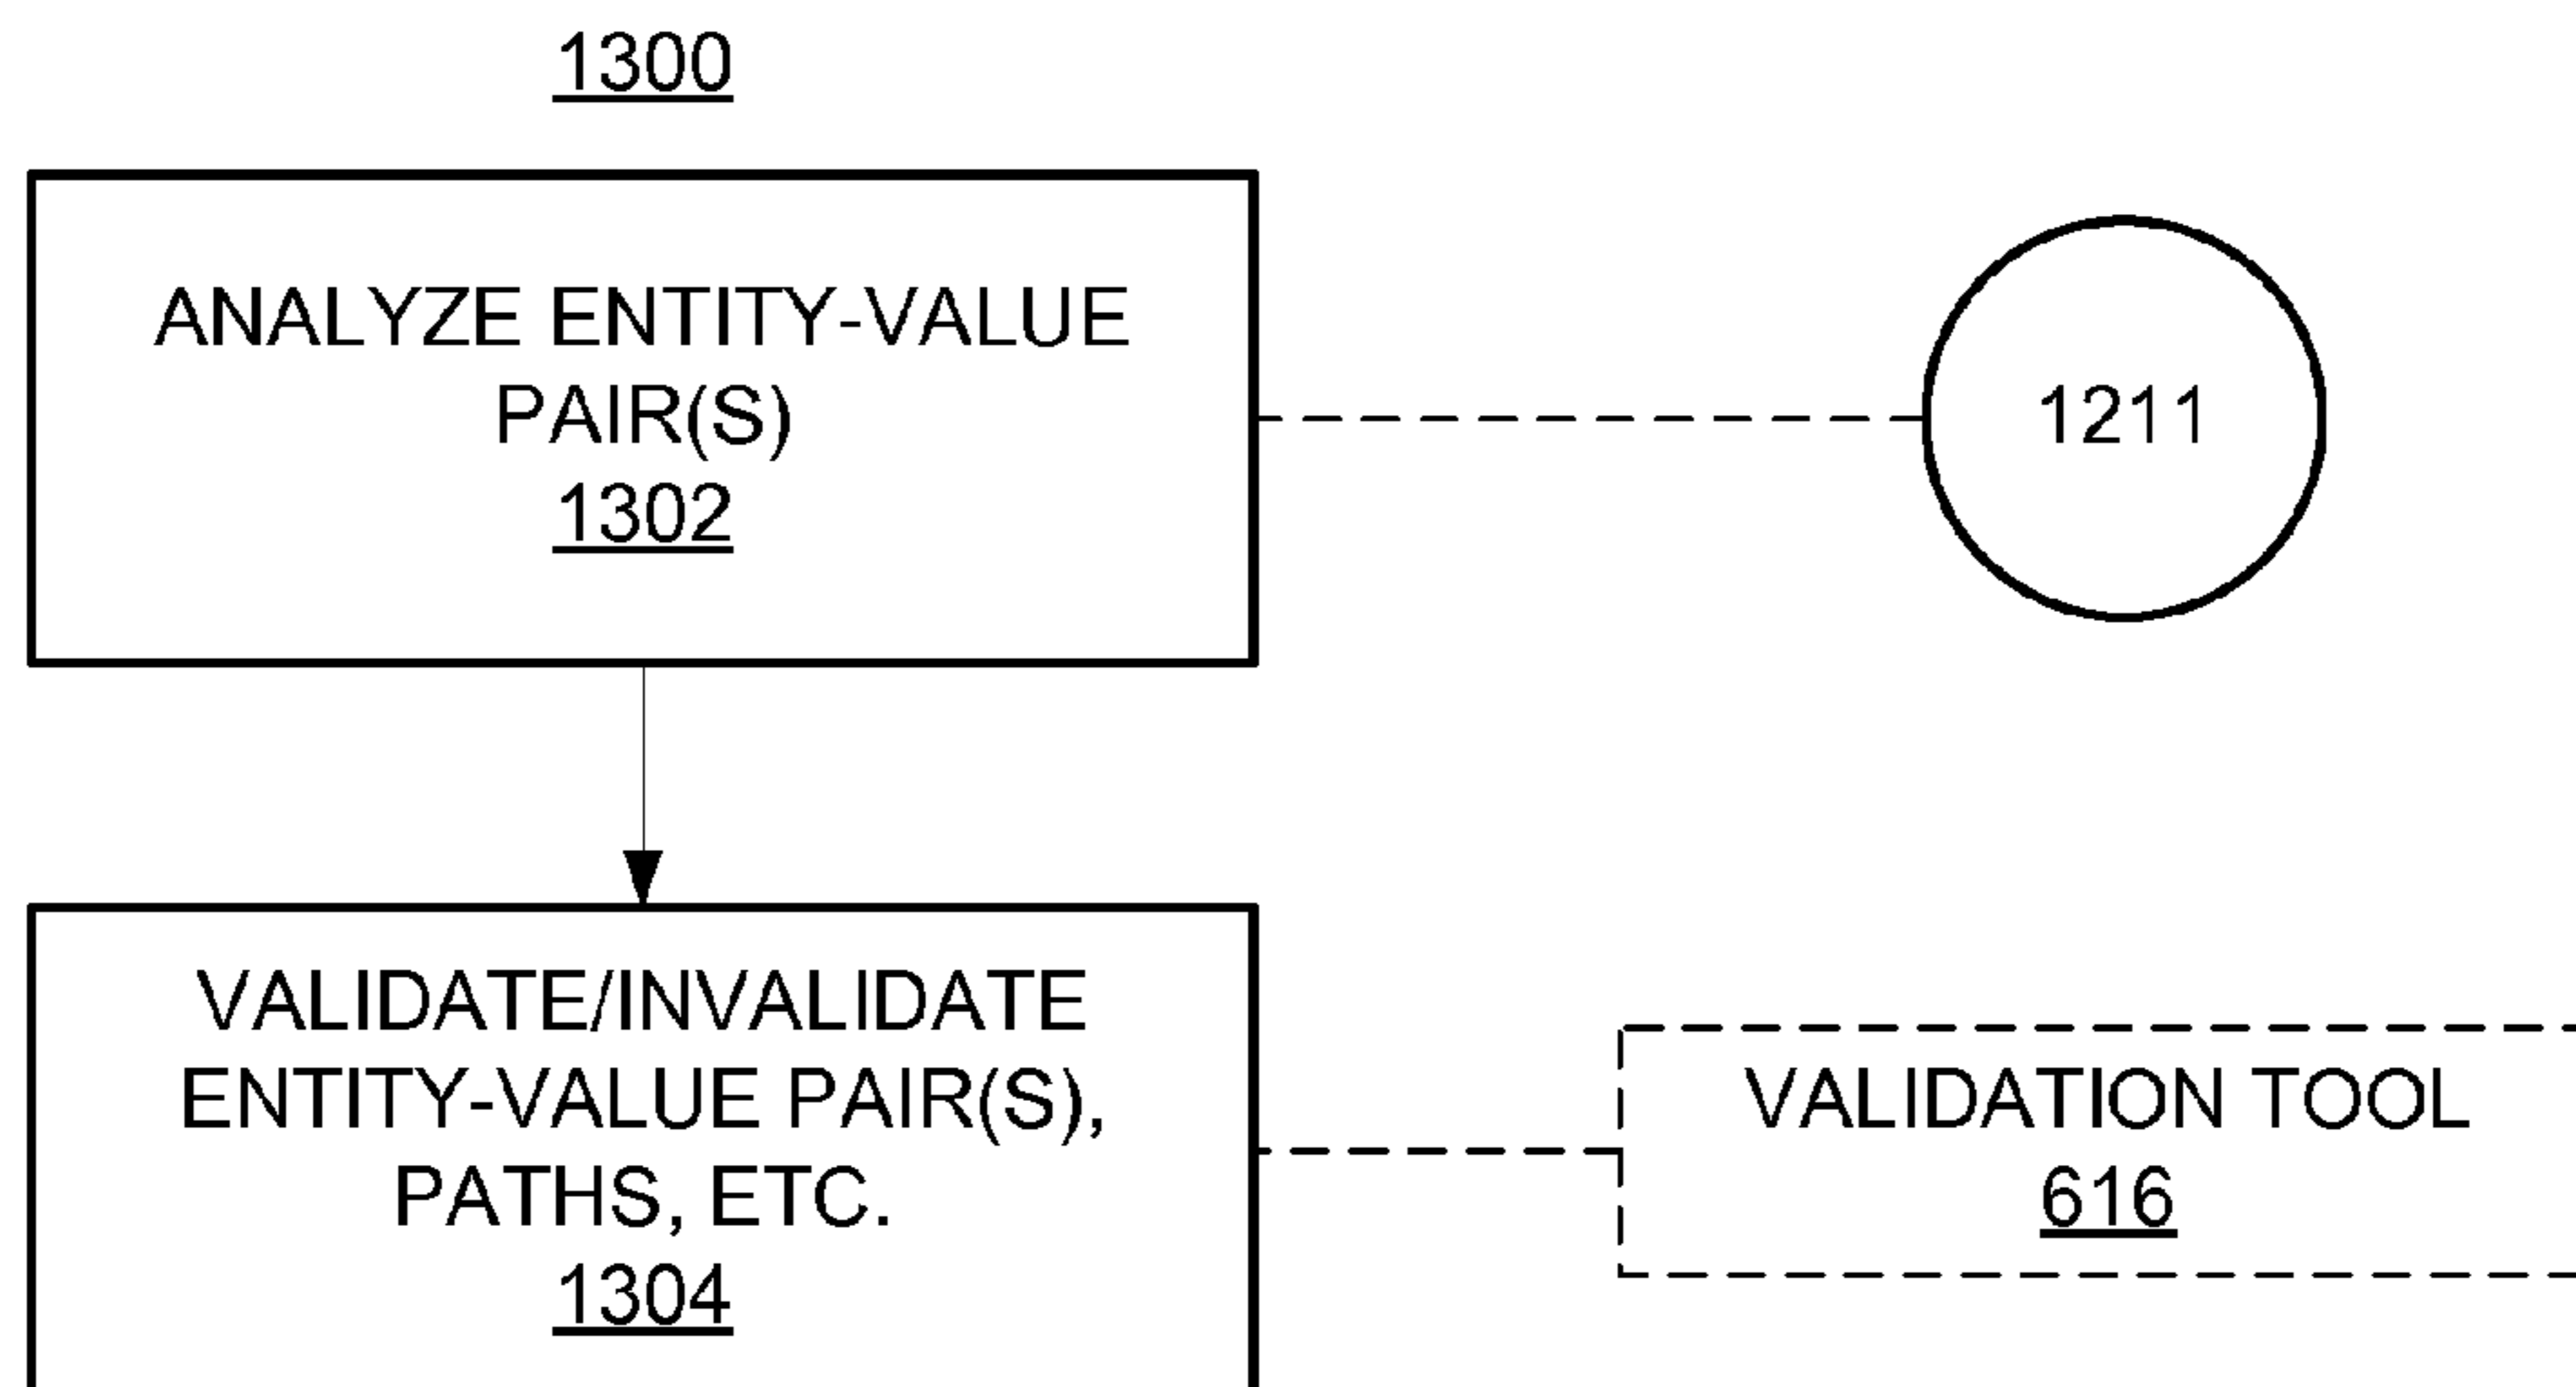 1300
ANALYZE ENTITY-VALUE
PAIR(S)
1302
1211
VALIDATE/INVALIDATE
ENTITY-VALUE PAIR(S),
PATHS, ETC.
1304
VALIDATION TOOL
616